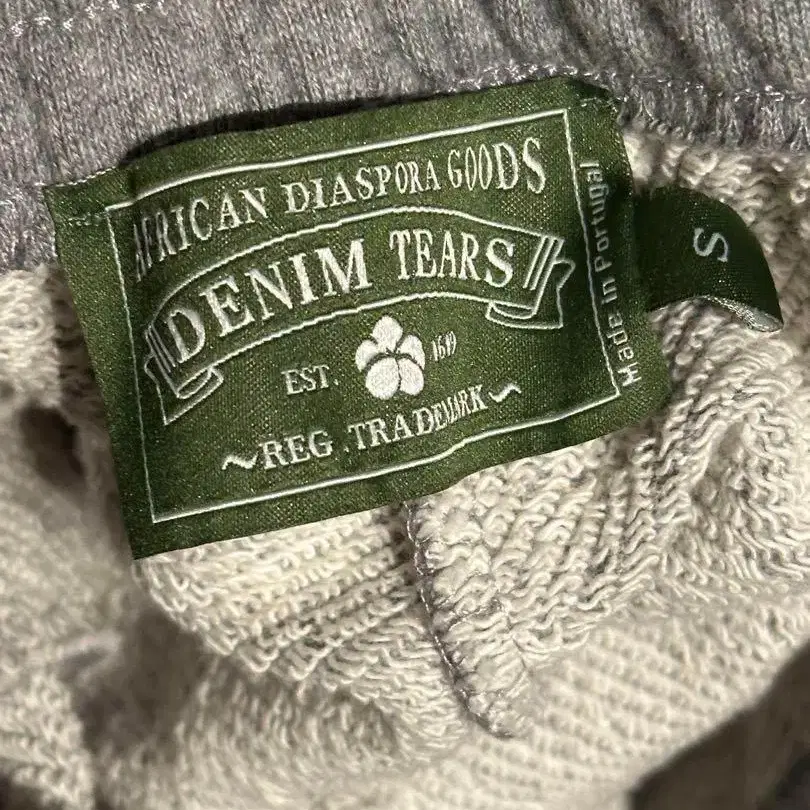 AFRICAN DIASPORA GOODS
DENIM TEARS
EST. 1619
REG. TRADEMARK
Made in Portugal
S